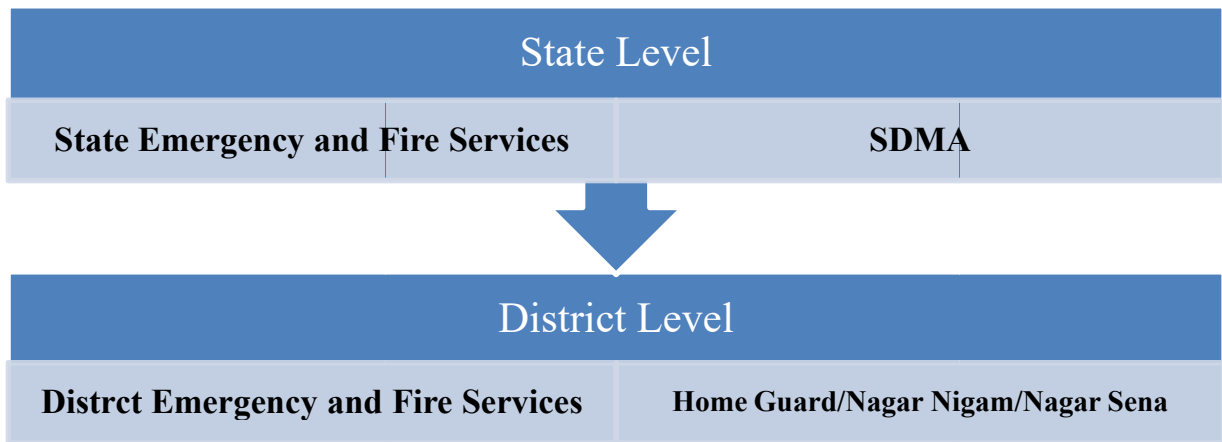 State Level
State Emergency and Fire Services
SDMA
District Level
Distrct Emergency and Fire Services
Home Guard/Nagar Nigam/Nagar Sena